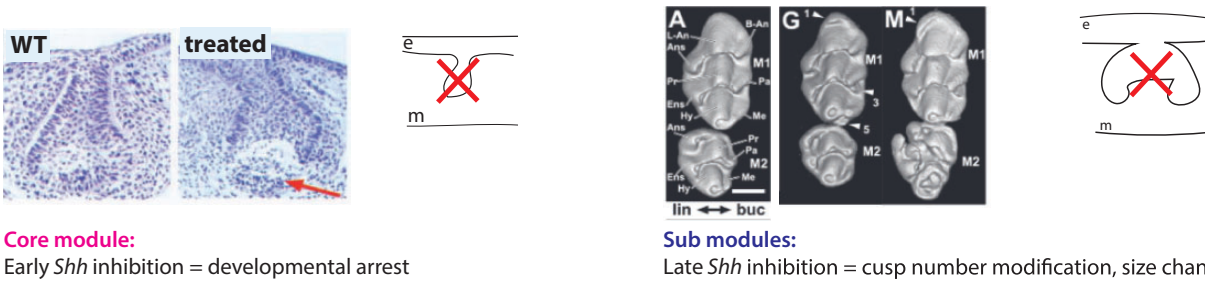 WT
treated
e
m
Core module:
Early Shh inhibition = developmental arrest
A
B-An
L-An
Ans
M1
Pr
Pa
Ens
Hy
Me
Ans
Pr
Pa
M2
Ens
Me
Hy
lin ↔ buc
G
1
M1
3
5
M2
M
1
M1
M2
e
m
Sub modules:
Late Shh inhibition = cusp number modification, size chan